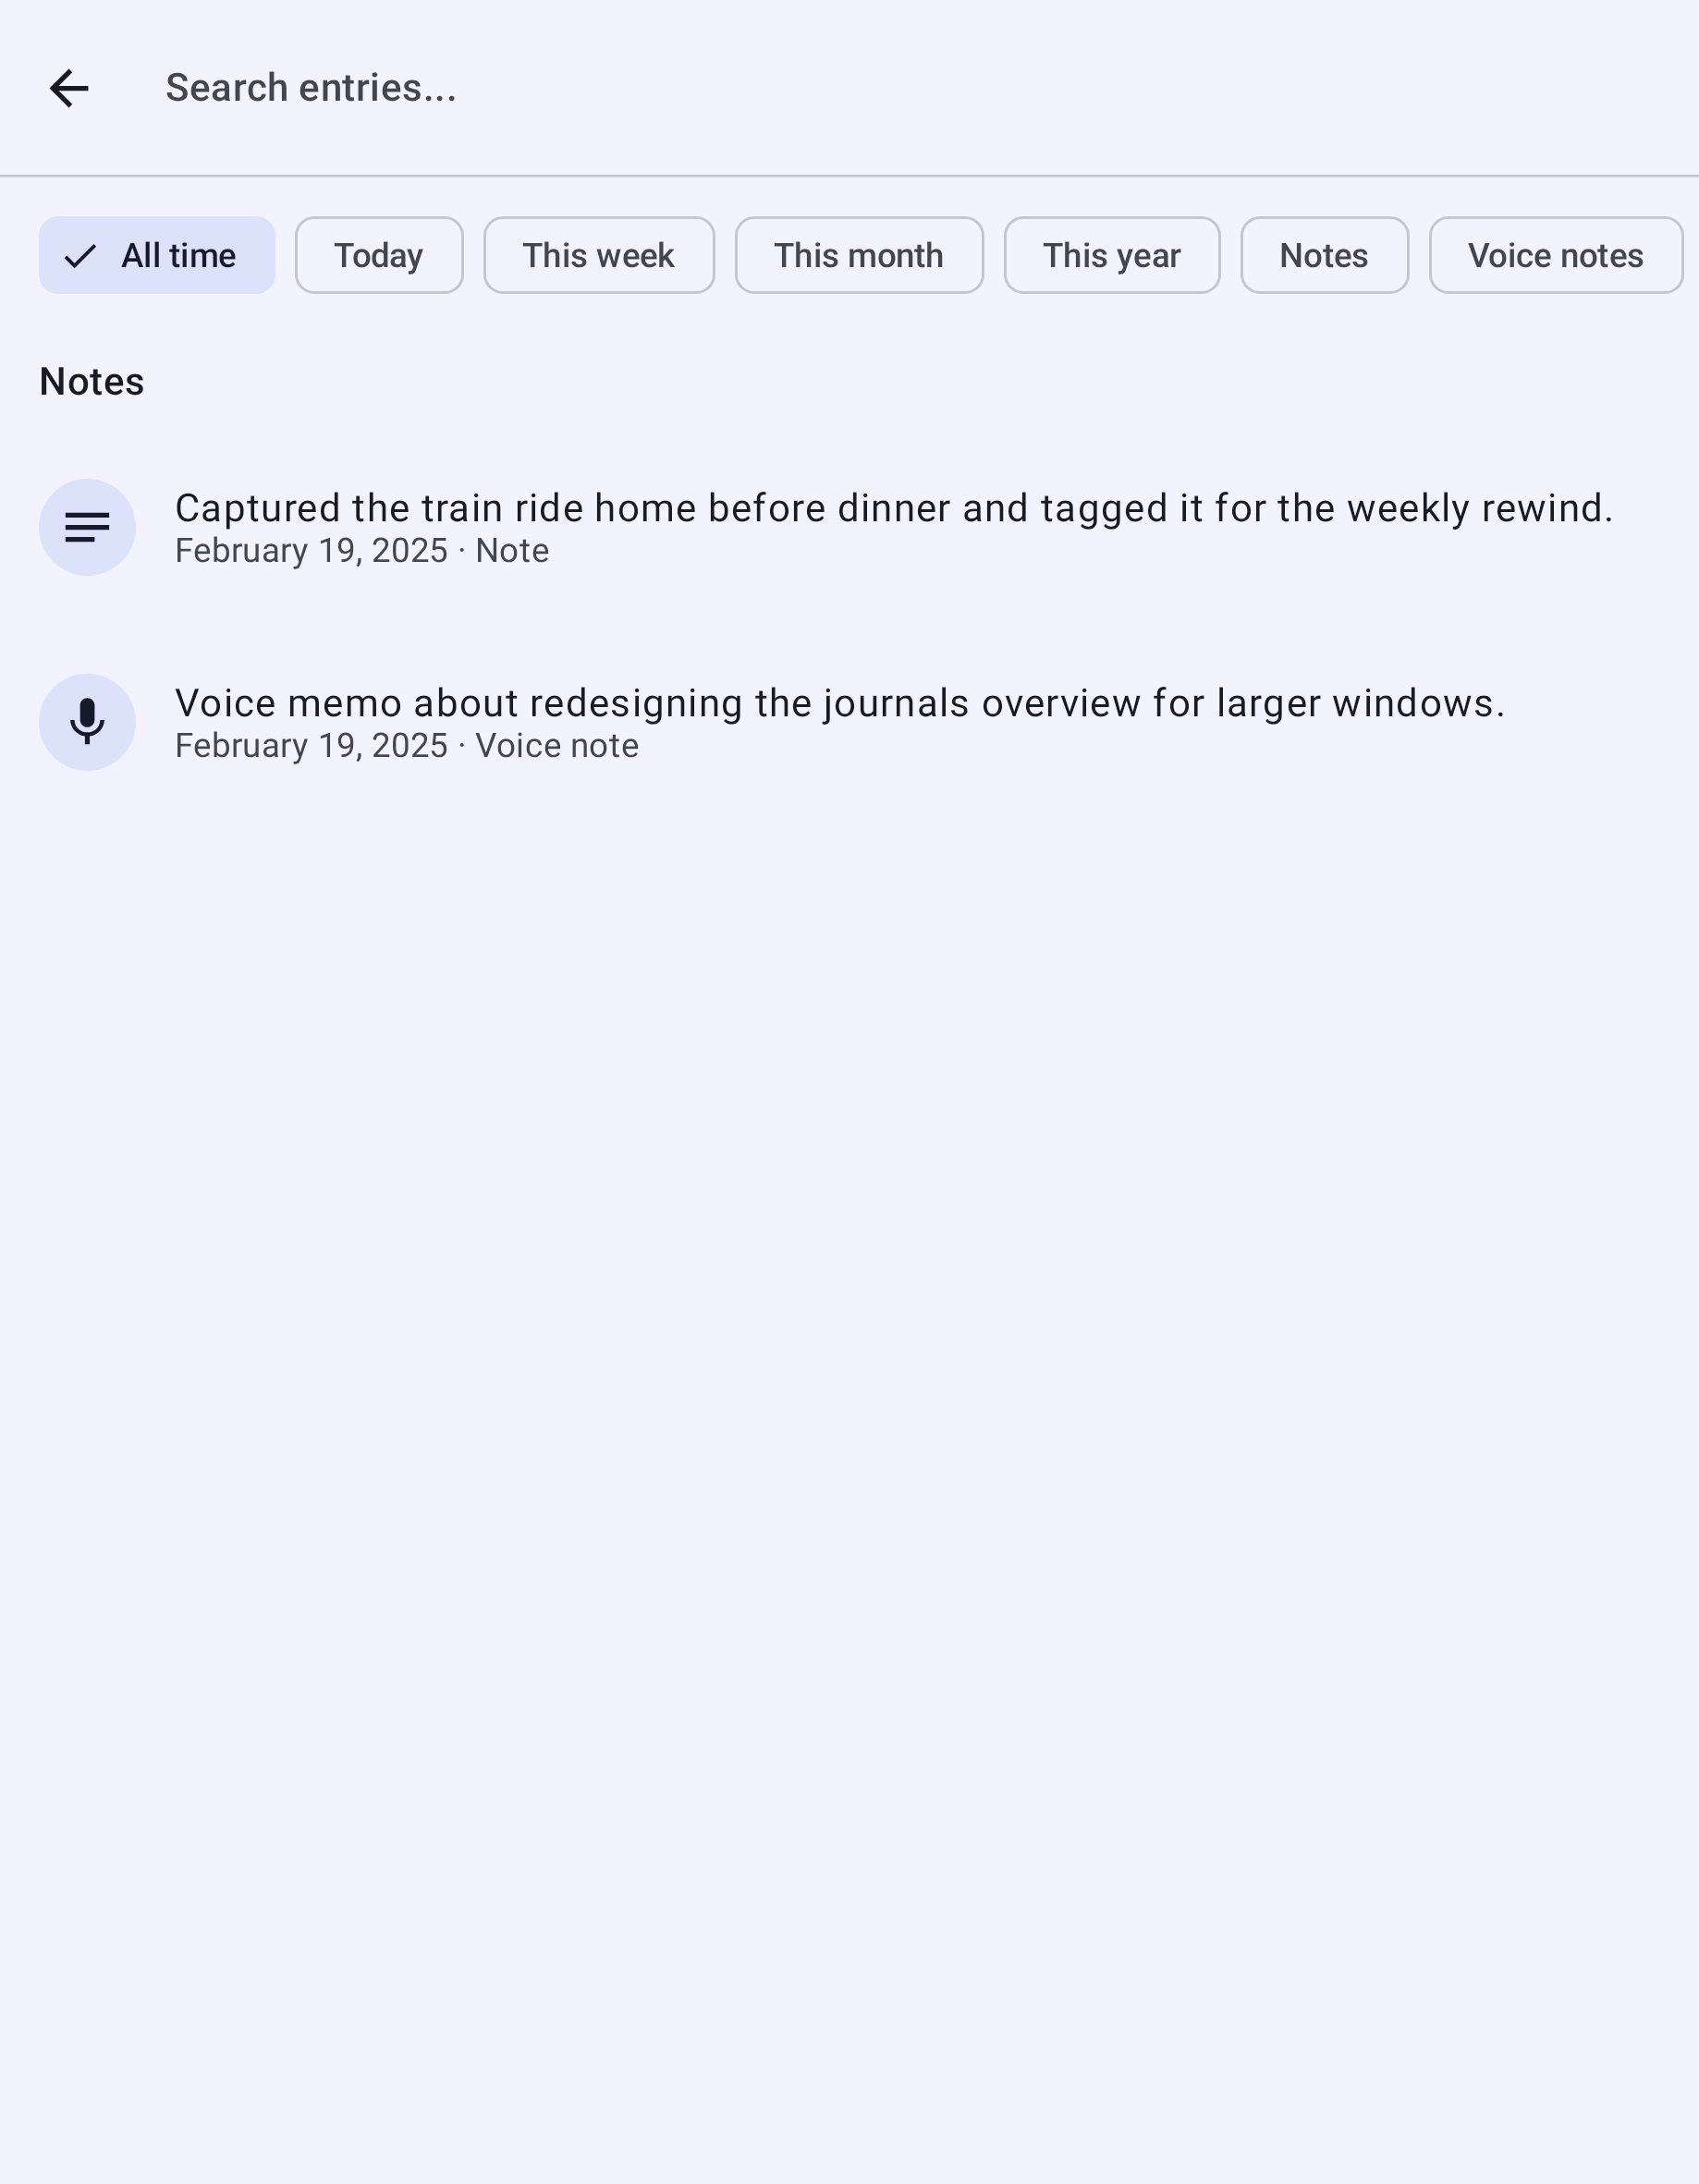 Search entries...
All time
Today
This week
This month
This year
Notes
Voice notes
Notes
Captured the train ride home before dinner and tagged it for the weekly rewind.
February 19, 2025 · Note
Voice memo about redesigning the journals overview for larger windows.
February 19, 2025 · Voice note